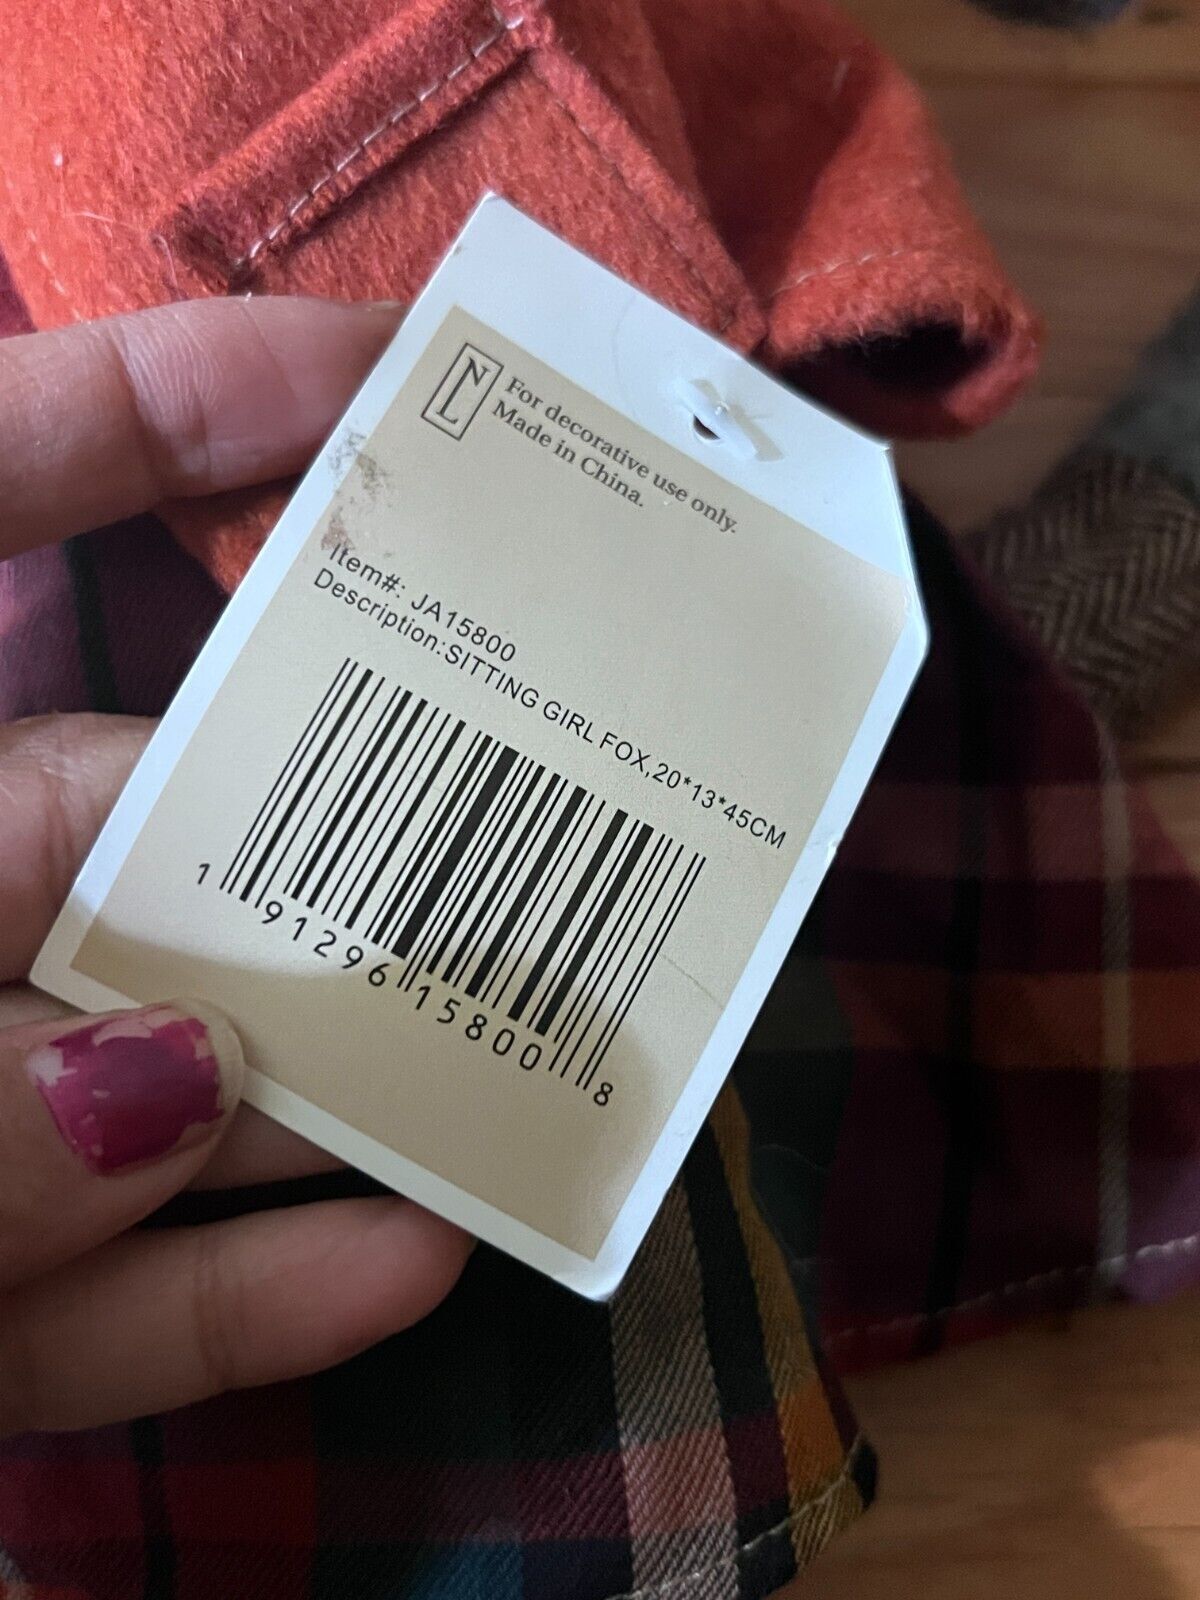 NL
For decorative use only.
Made in China.
Item#: JA15800
Description:SITTING GIRL FOX,20*13*45CM
1 91296 15800 8